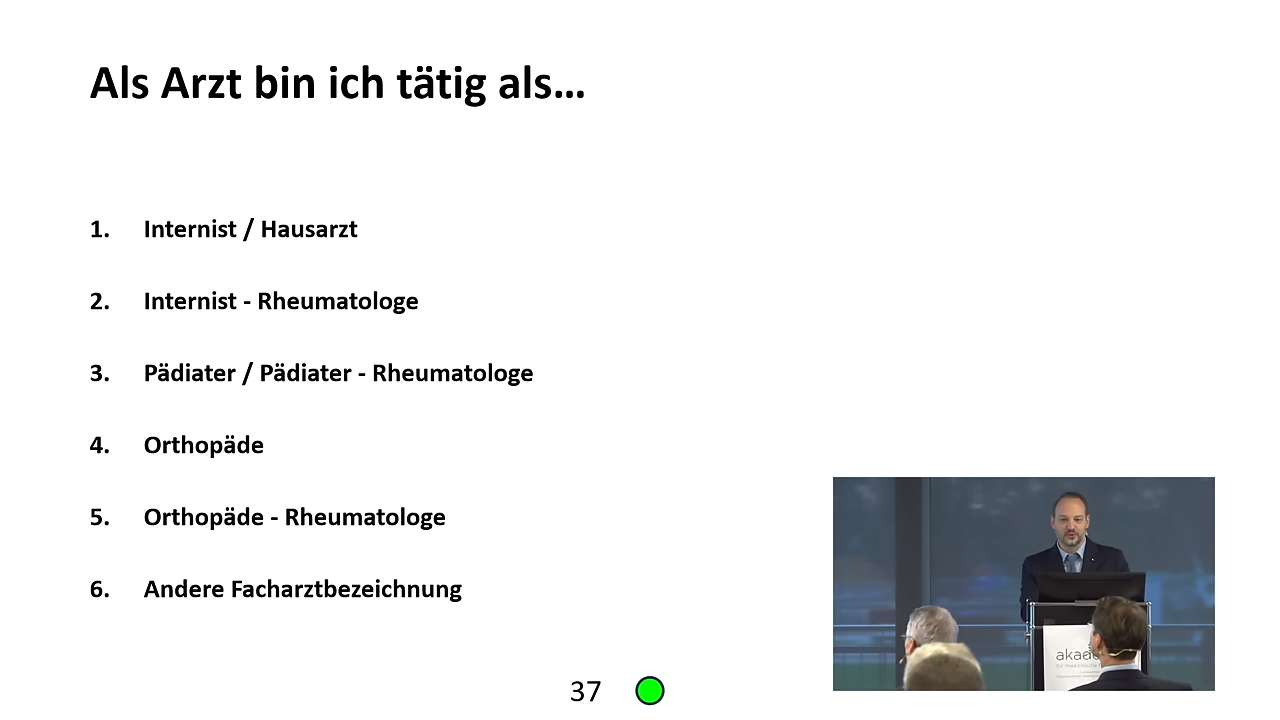 Als Arzt bin ich tätig als...
1. Internist / Hausarzt
2. Internist - Rheumatologe
3. Pädiater / Pädiater - Rheumatologe
4. Orthopäde
5. Orthopäde - Rheumatologe
6. Andere Facharztbezeichnung
37